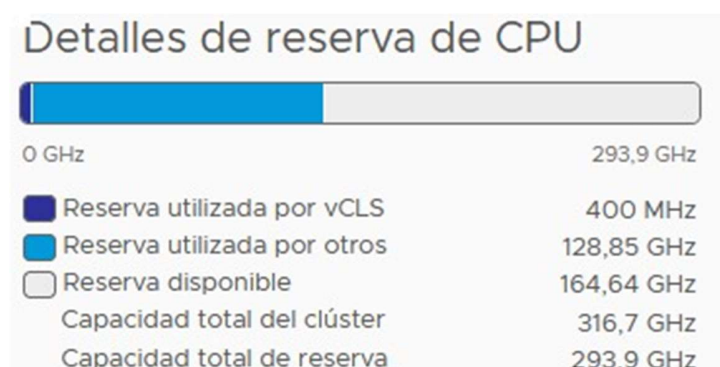 Detalles de reserva de CPU
0 GHz 293,9 GHz
Reserva utilizada por vCLS 400 MHz
Reserva utilizada por otros 128,85 GHz
Reserva disponible 164,64 GHz
Capacidad total del clúster 316,7 GHz
Capacidad total de reserva 293,9 GHz